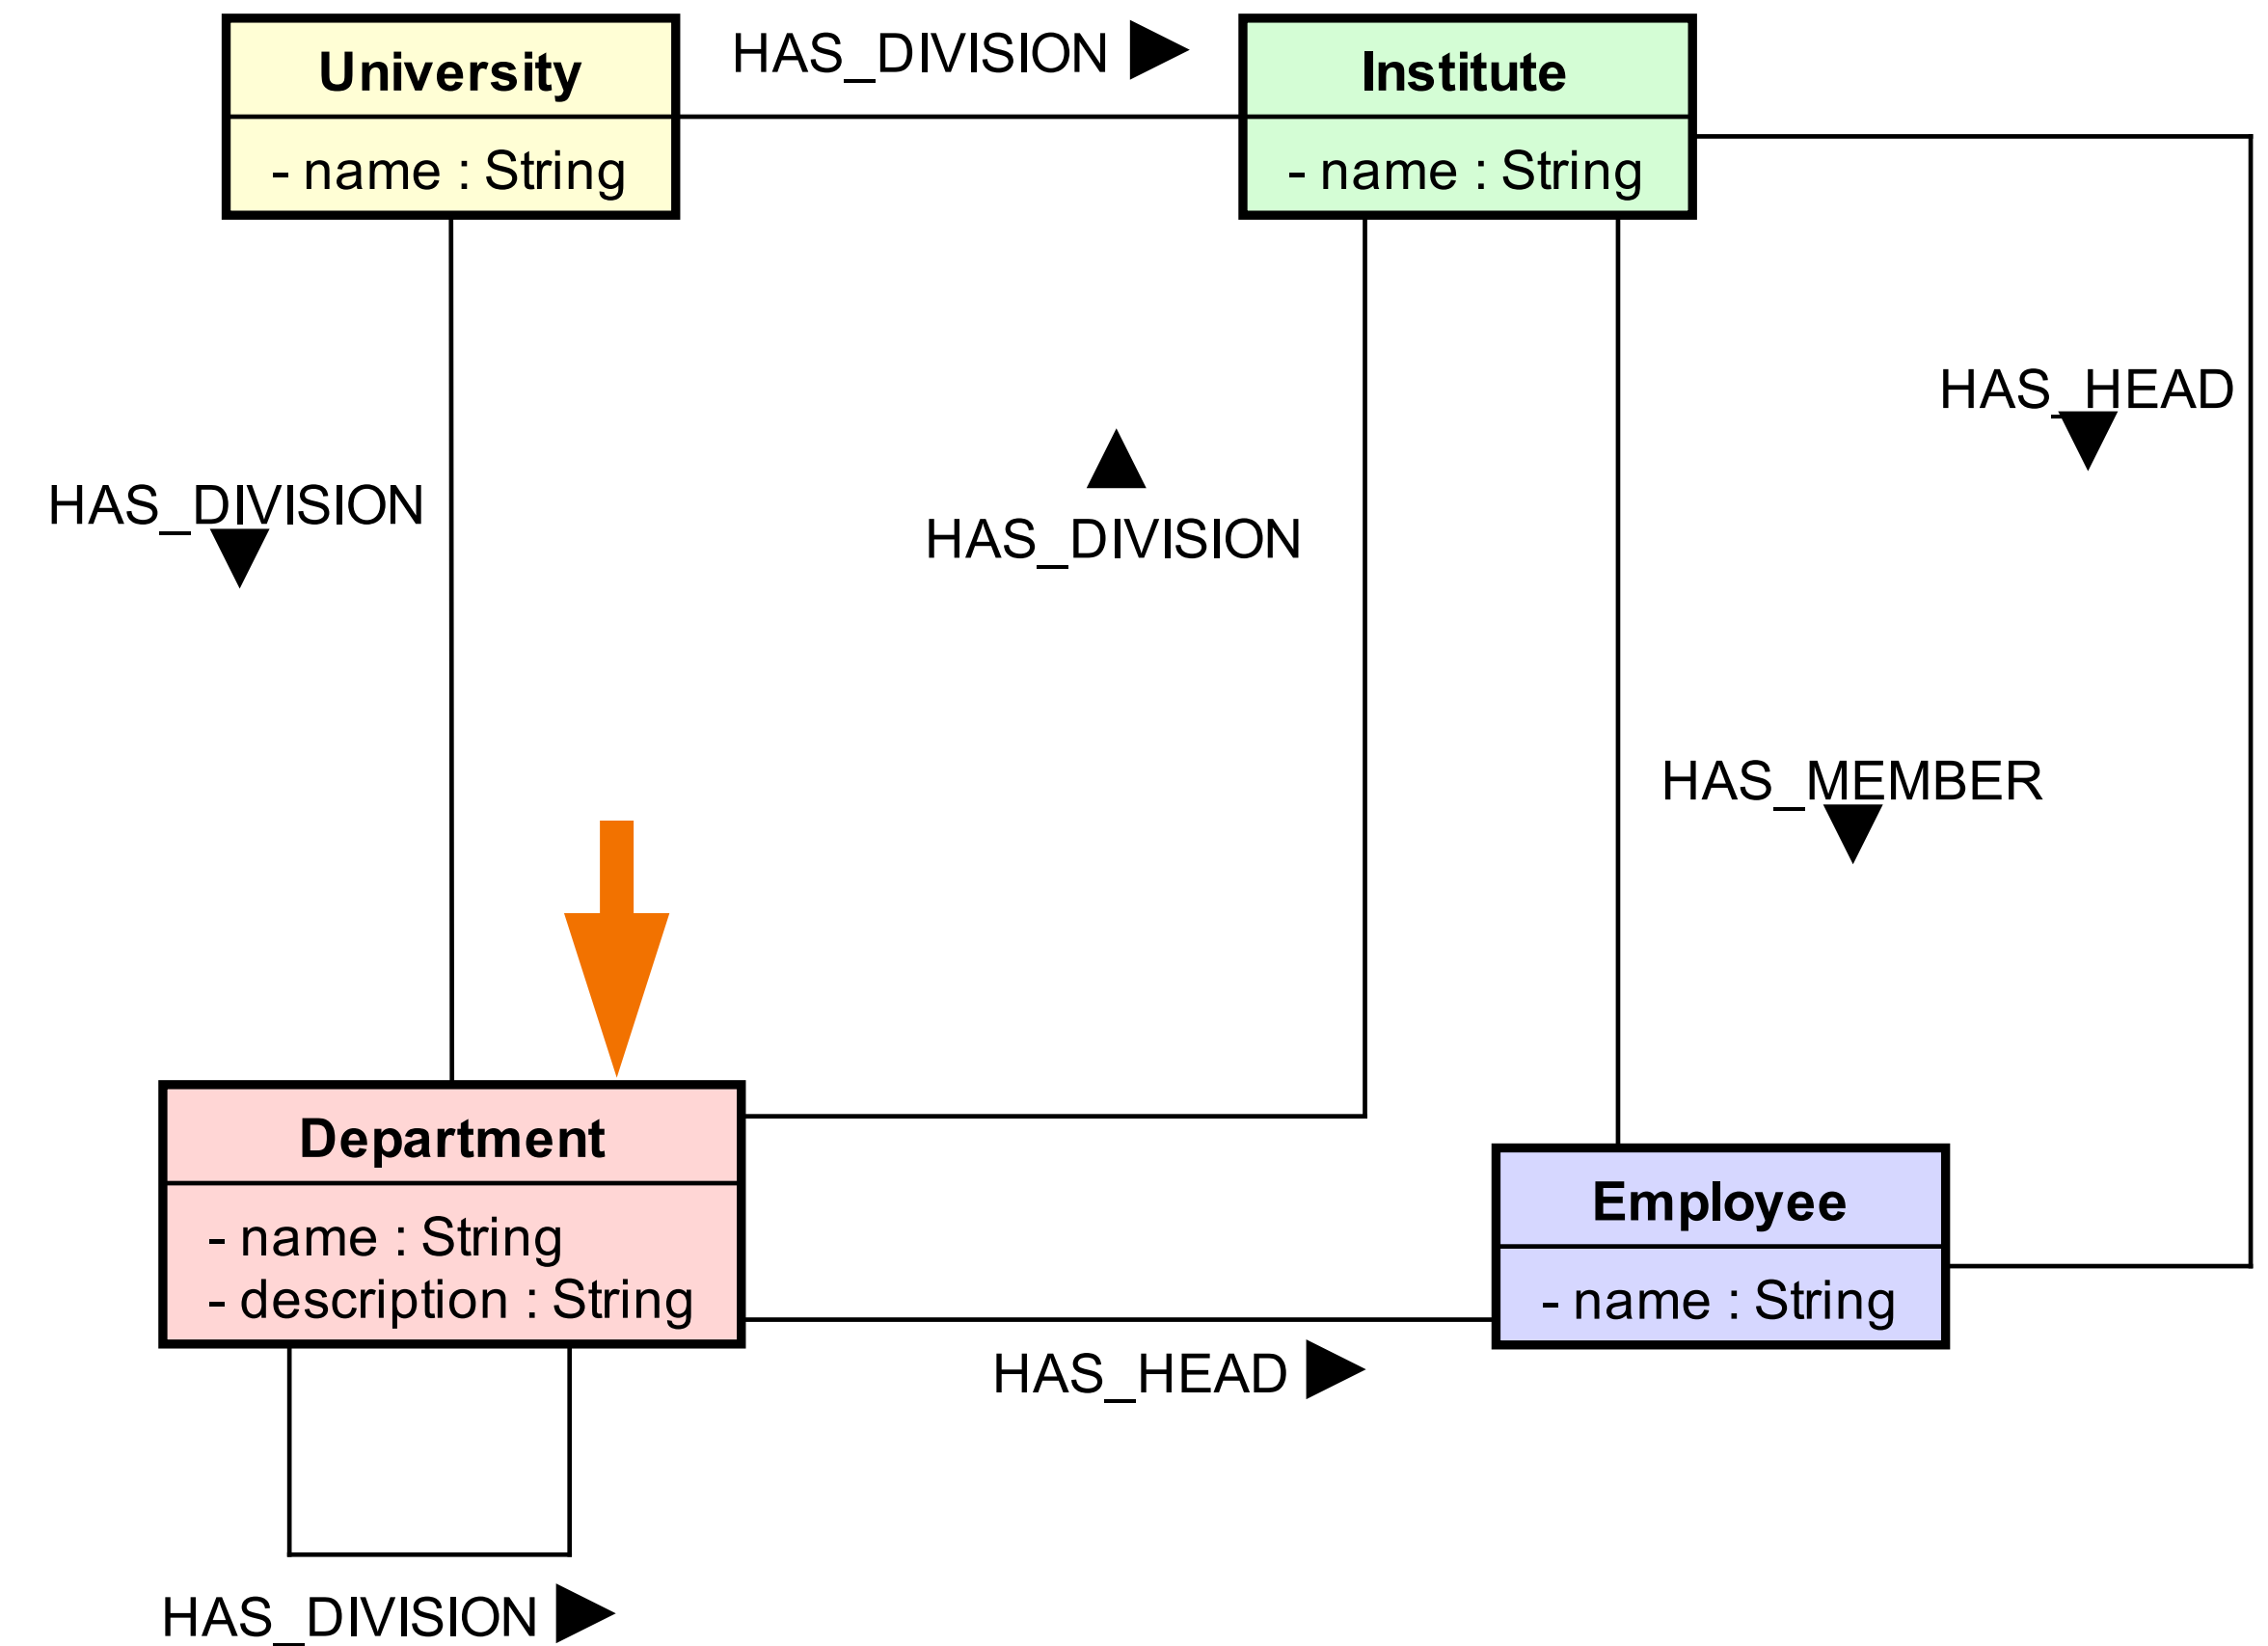 University
- name : String
HAS_DIVISION
Institute
- name : String
HAS_HEAD
HAS_DIVISION
HAS_DIVISION
HAS_MEMBER
Department
- name : String
- description : String
Employee
- name : String
HAS_HEAD
HAS_DIVISION